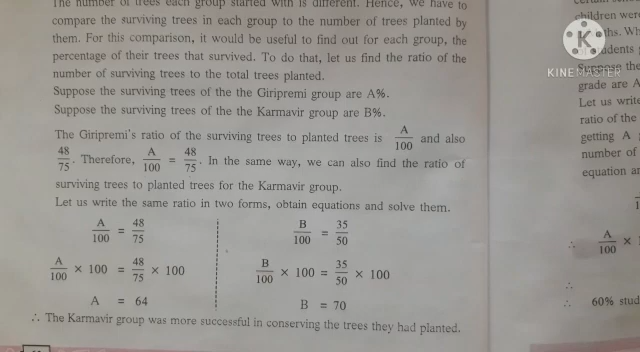 The number of trees each group started with is different. Hence, we have to
compare the surviving trees in each group to the number of trees planted by
them. For this comparison, it would be useful to find out for each group, the
percentage of their trees that survived. To do that, let us find the ratio of the
number of surviving trees to the total trees planted.
Suppose the surviving trees of the the Giripremi group are A%.
Suppose the surviving trees of the the Karmavir group are B%.
The Giripremi's ratio of the surviving trees to planted trees is A/100 and also
48/75. Therefore, A/100 = 48/75. In the same way, we can also find the ratio of
surviving trees to planted trees for the Karmavir group.
Let us write the same ratio in two forms, obtain equations and solve them.
A/100 = 48/75
A/100 × 100 = 48/75 × 100
A = 64
B/100 = 35/50
B/100 × 100 = 35/50 × 100
B = 70
∴ The Karmavir group was more successful in conserving the trees they had planted.
KINEMASTER
children were
Suppose the
grade are A
Let us write
ratio of the
getting A
number of
equation
∴ A/100 ×
∴
∴ 60%